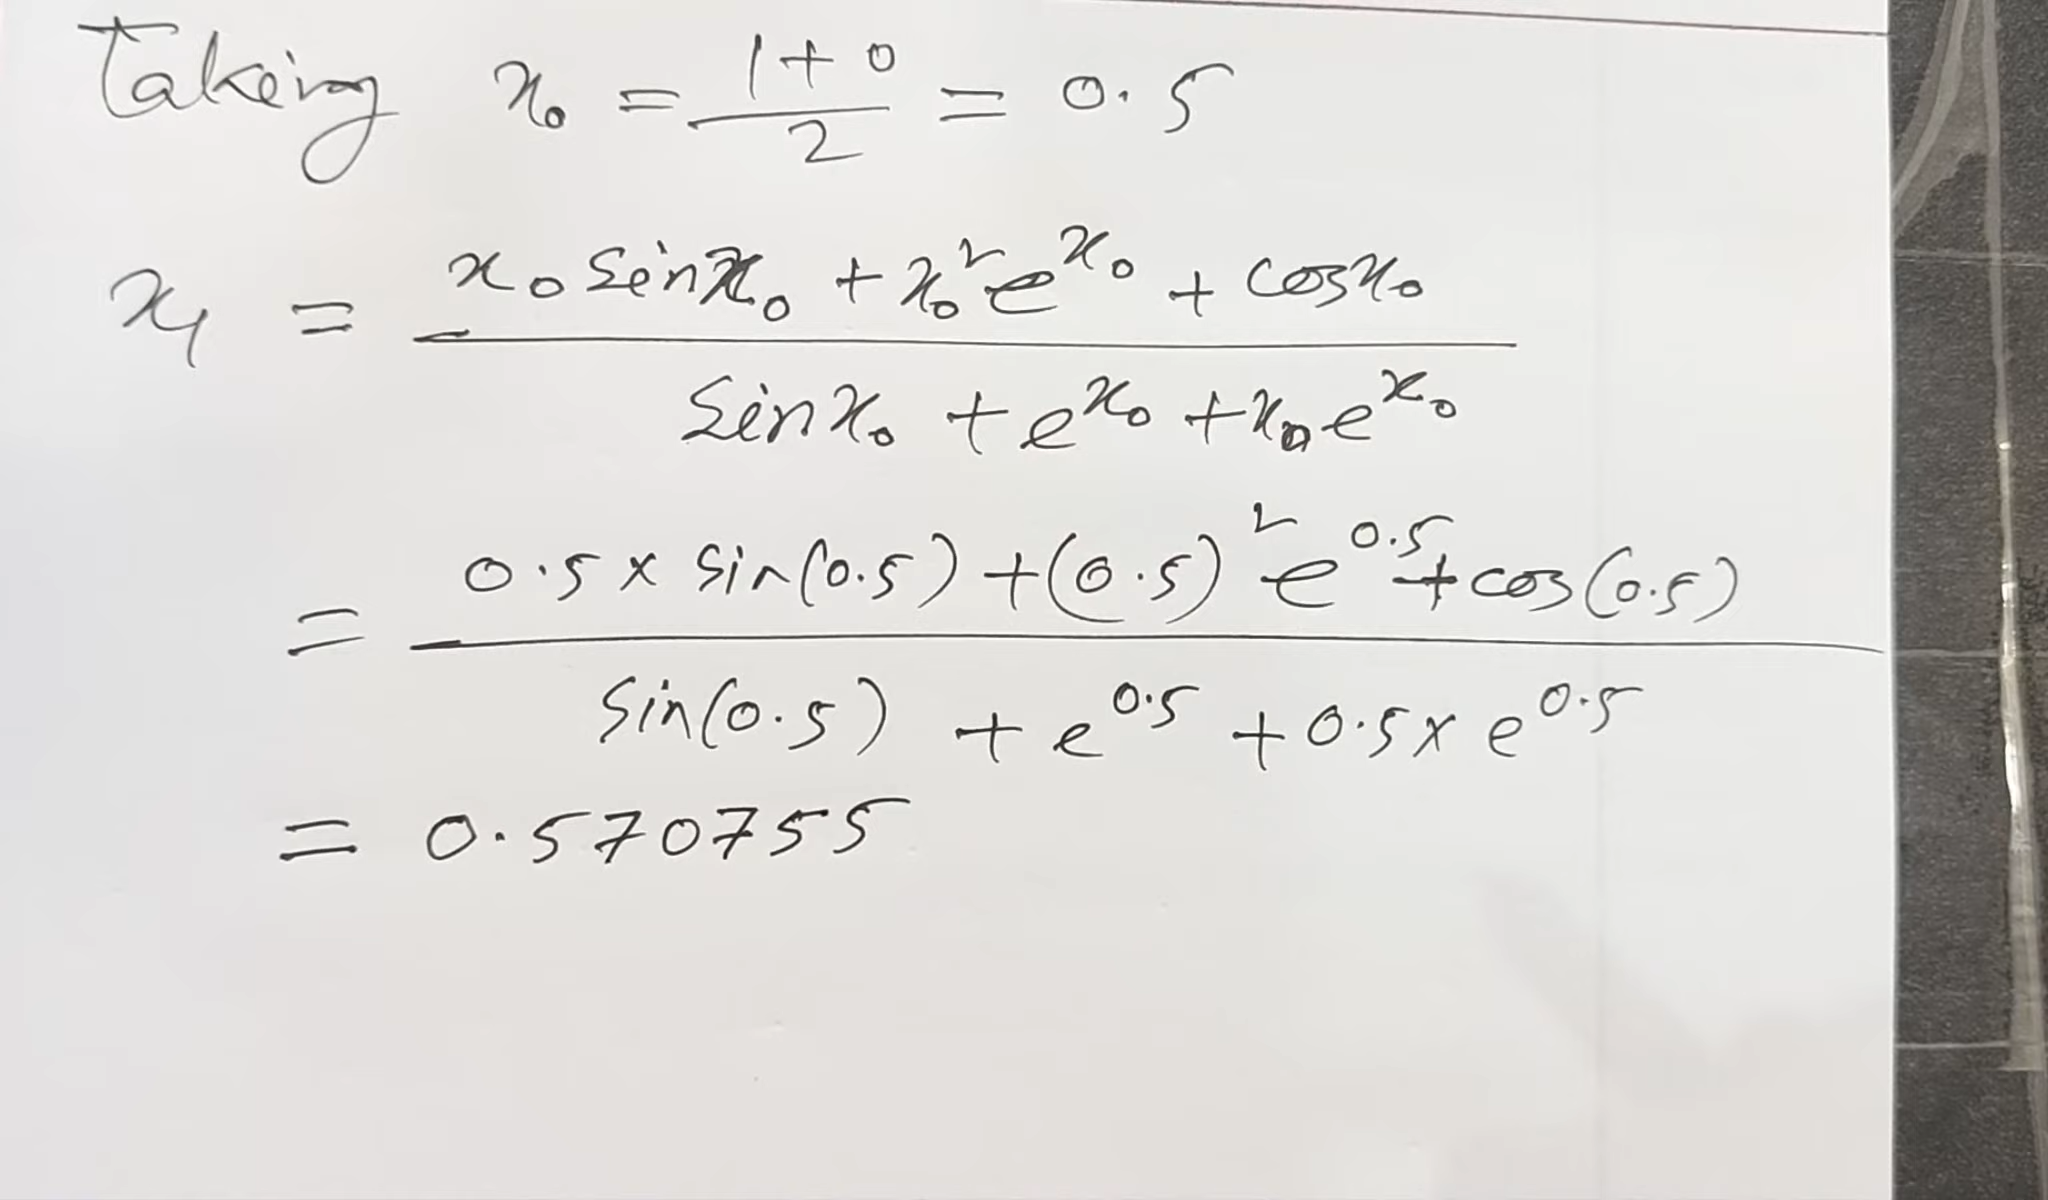 Taking x₀ = (1+0)/2 = 0.5
x₁ = (x₀ sin x₀ + x₀² e^x₀ + cos x₀)/(sin x₀ + e^x₀ + x₀ e^x₀)
= (0.5 × sin(0.5) + (0.5)² e^0.5 + cos(0.5))/(sin(0.5) + e^0.5 + 0.5 × e^0.5)
= 0.570755